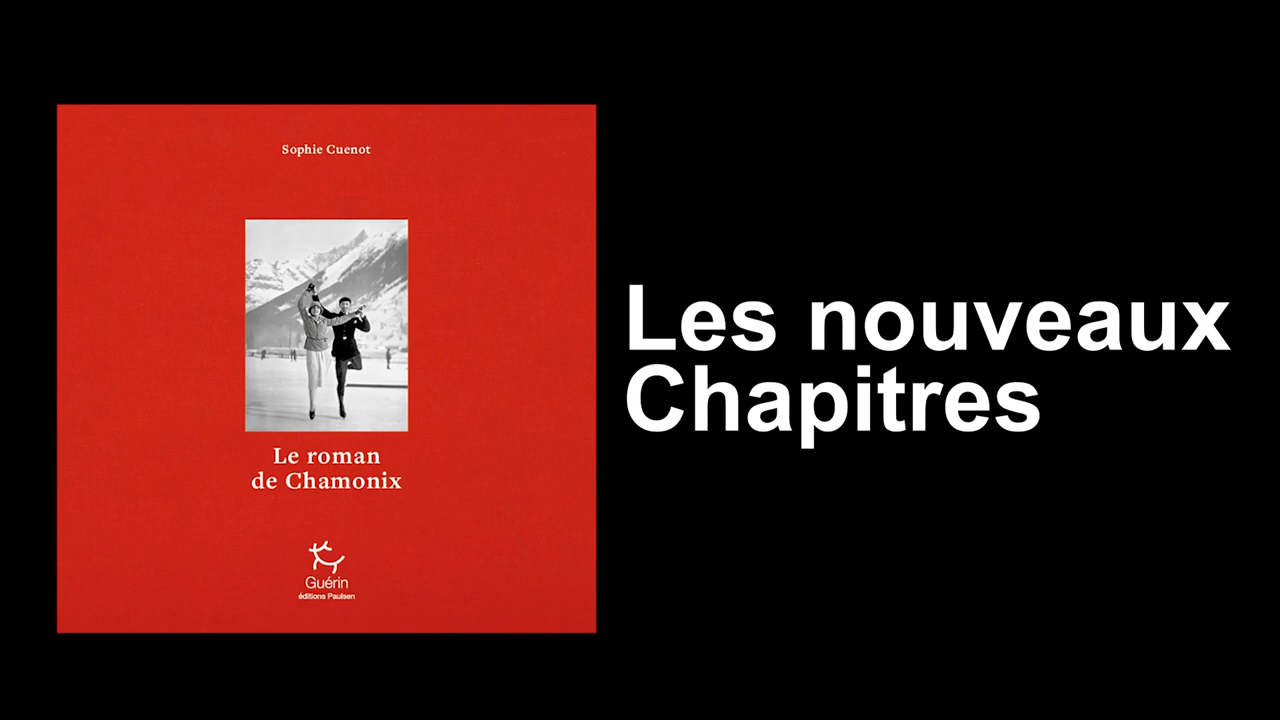 Sophie Cuenot
Le roman
de Chamonix
Guérin
éditions Paulsen
Les nouveaux
Chapitres